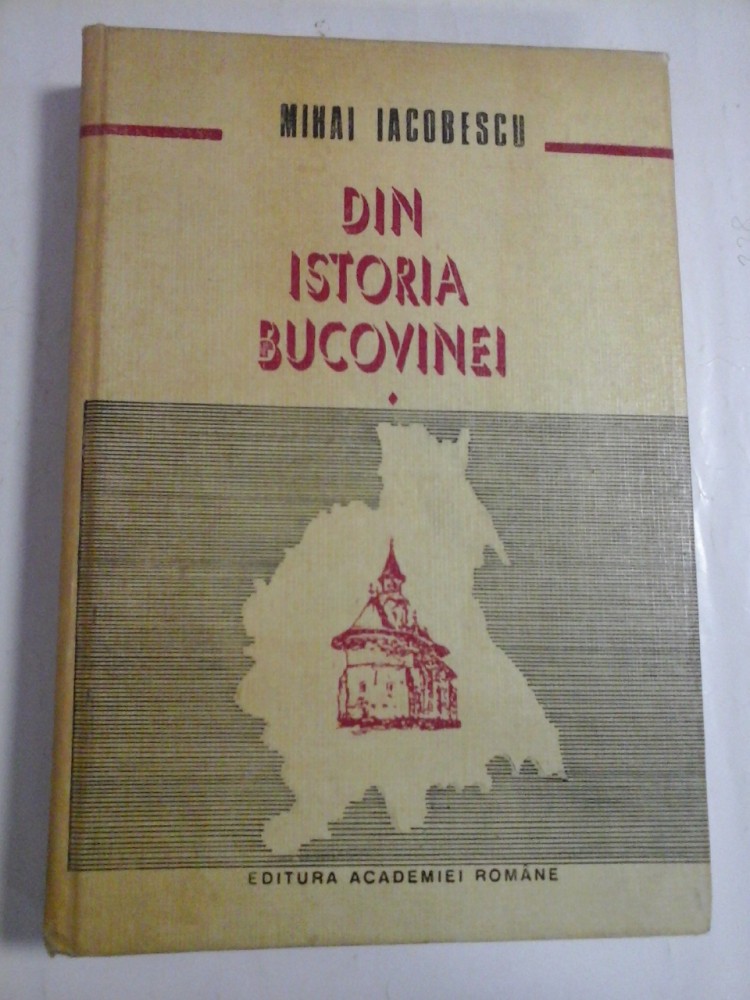 MIHAI IACOBESCU
DIN
ISTORIA
BUCOVINEI
EDITURA ACADEMIEI ROMÂNE